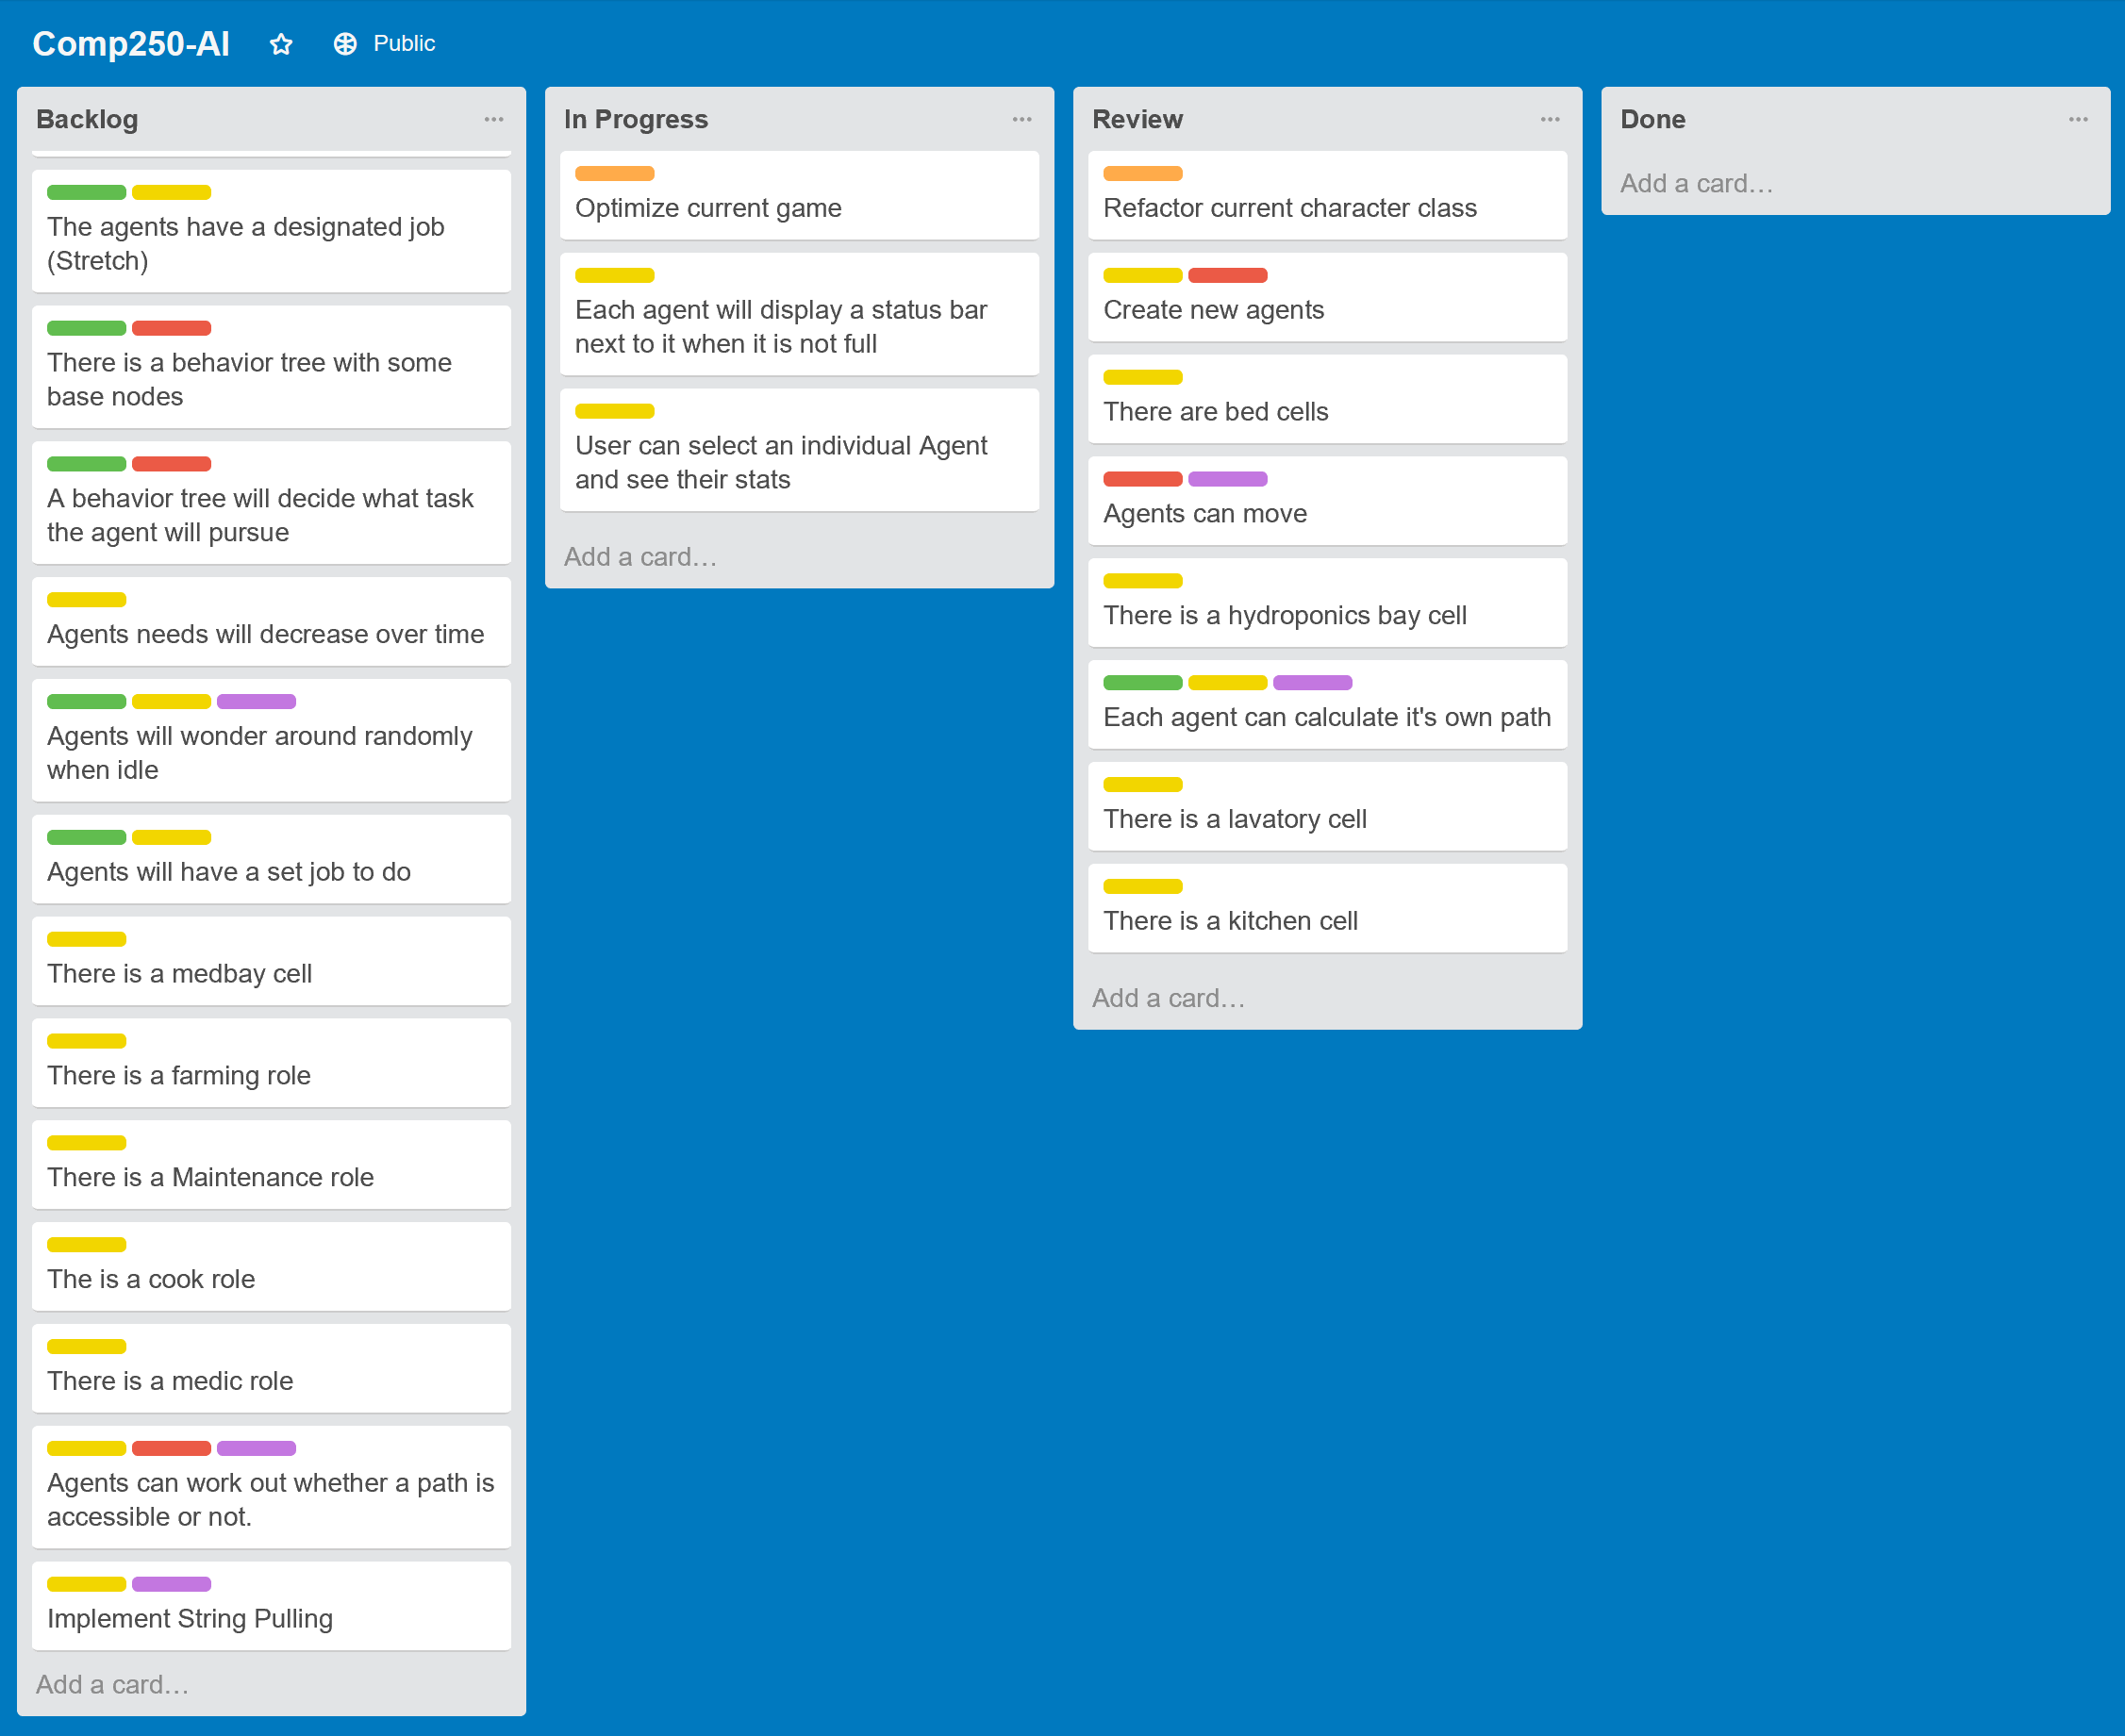 Comp250-AI
Public
Backlog
The agents have a designated job
(Stretch)
There is a behavior tree with some
base nodes
A behavior tree will decide what task
the agent will pursue
Agents needs will decrease over time
Agents will wonder around randomly
when idle
Agents will have a set job to do
There is a medbay cell
There is a farming role
There is a Maintenance role
The is a cook role
There is a medic role
Agents can work out whether a path is
accessible or not.
Implement String Pulling
Add a card…
In Progress
Optimize current game
Each agent will display a status bar
next to it when it is not full
User can select an individual Agent
and see their stats
Add a card…
Review
Refactor current character class
Create new agents
There are bed cells
Agents can move
There is a hydroponics bay cell
Each agent can calculate it's own path
There is a lavatory cell
There is a kitchen cell
Add a card…
Done
Add a card…